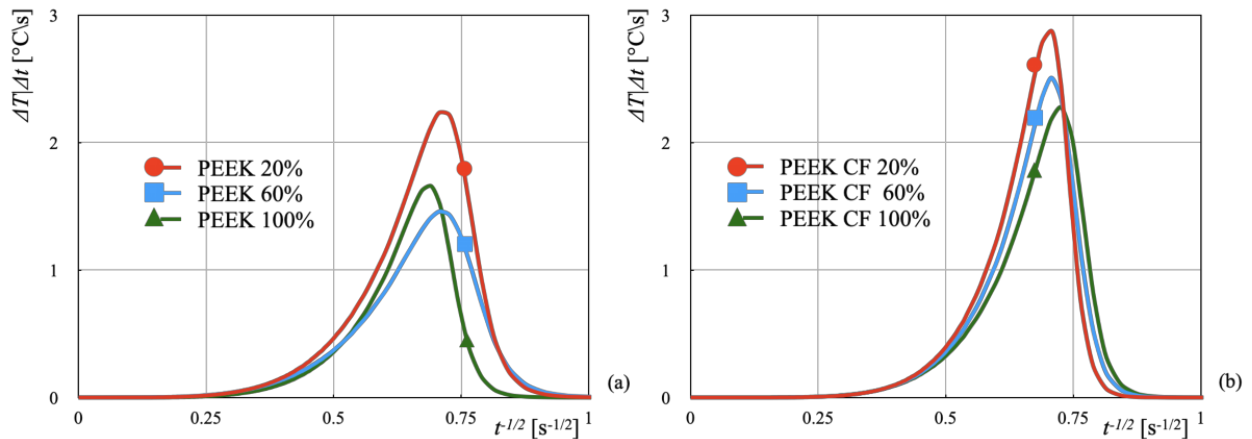 3
ΔT|Δt [°C\s]
2
PEEK 20%
PEEK 60%
PEEK 100%
1
0
0 0.25 0.5 0.75 1
t-1/2 [s-1/2]
(a)
3
ΔT|Δt [°C\s]
2
PEEK CF 20%
PEEK CF 60%
PEEK CF 100%
1
0
0 0.25 0.5 0.75 1
t-1/2 [s-1/2]
(b)